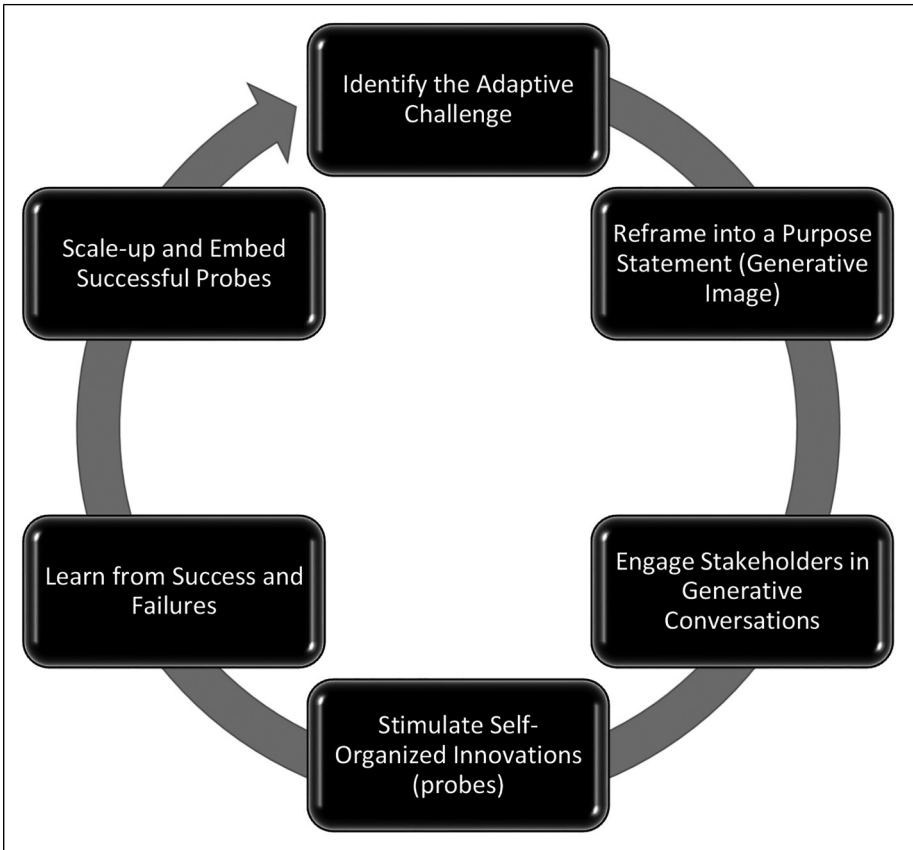 Identify the Adaptive
Challenge
Reframe into a Purpose
Statement (Generative
Image)
Engage Stakeholders in
Generative
Conversations
Stimulate Self-
Organized Innovations
(probes)
Learn from Success and
Failures
Scale-up and Embed
Successful Probes